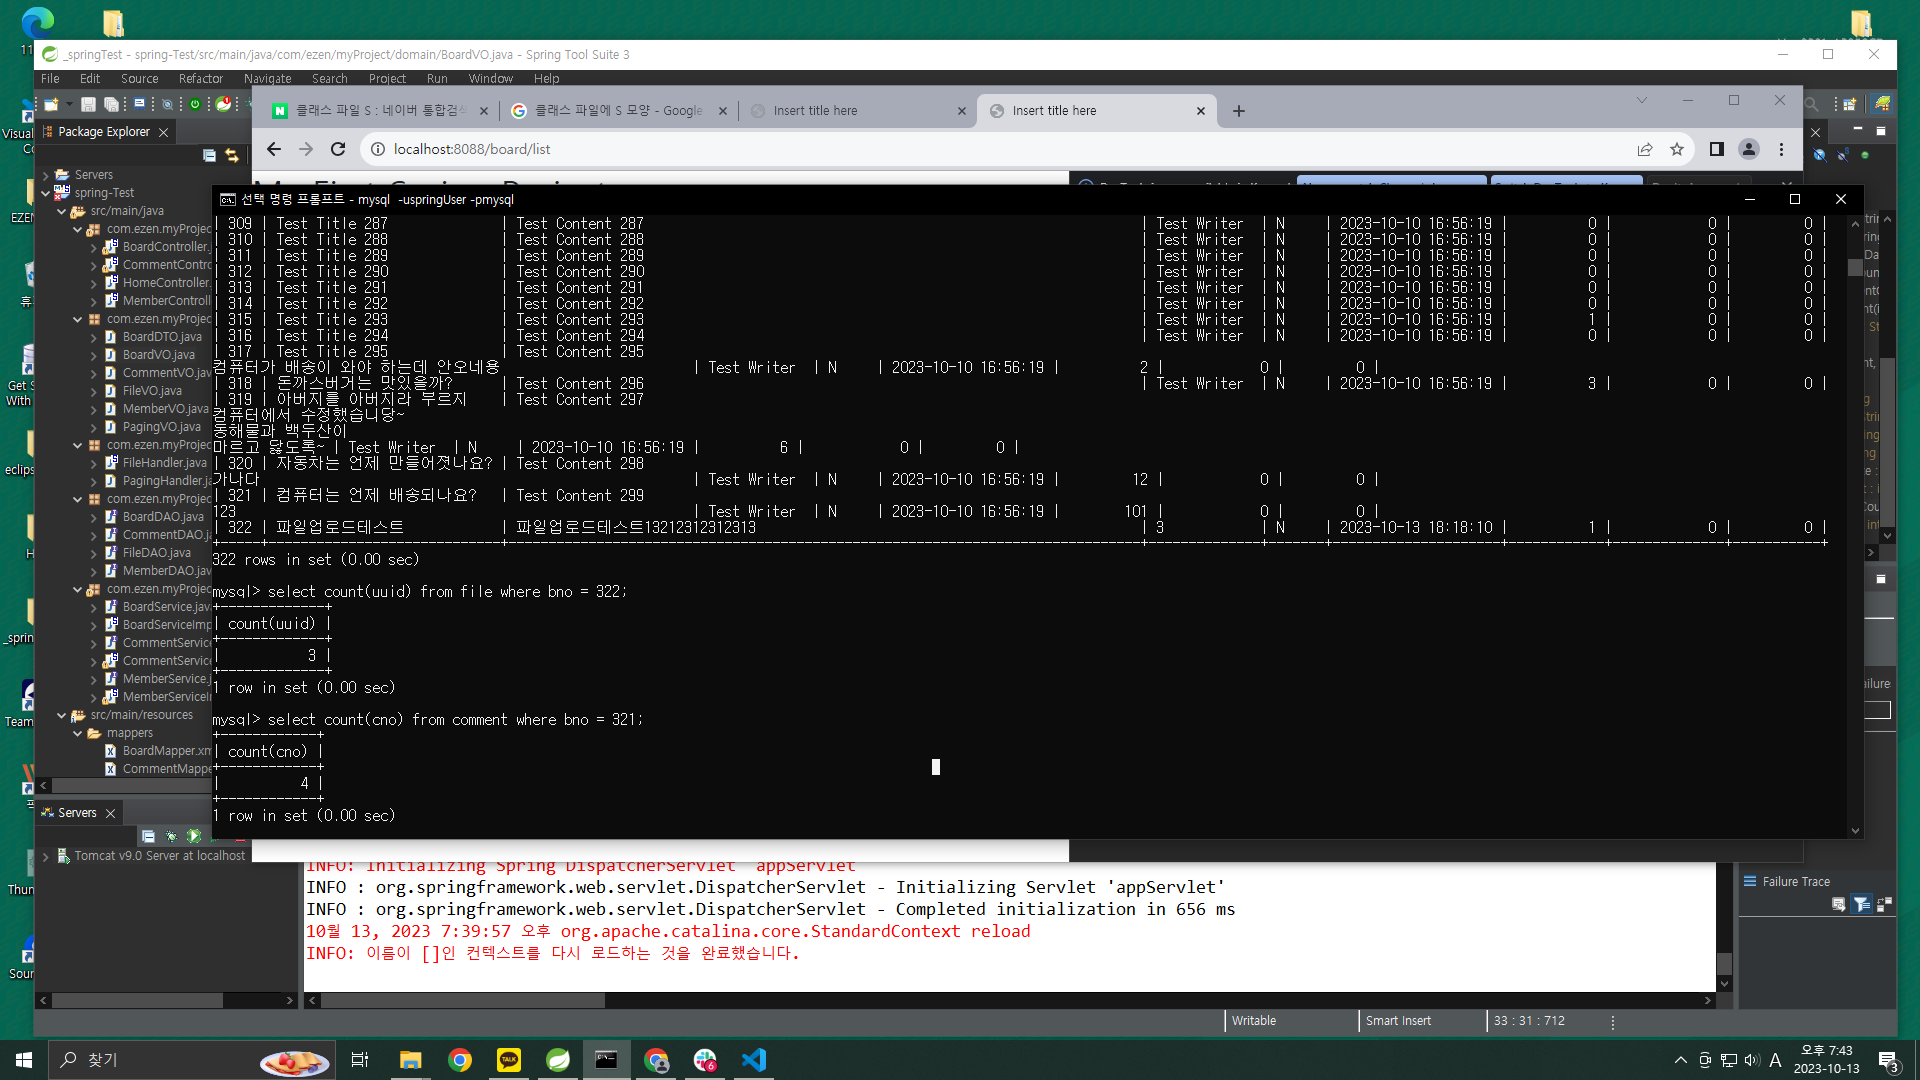 _springTest - spring-Test/src/main/java/com/ezen/myProject/domain/BoardVO.java - Spring Tool Suite 3
File Edit Source Refactor Navigate Search Project Run Window Help
클래스 파일 S : 네이버 통합검색
클래스 파일에 S 모양 - Google
Insert title here
Insert title here
Package Explorer
localhost:8088/board/list
Servers
spring-Test
src/main/java
com.ezen.myProjec
BoardController.
CommentContro
HomeController.
MemberControll
com.ezen.myProjec
BoardDTO.java
BoardVO.java
CommentVO.jav
FileVO.java
MemberVO.java
PagingVO.java
com.ezen.myProjec
FileHandler.java
PagingHandler.ja
com.ezen.myProjec
BoardDAO.java
CommentDAO.ja
FileDAO.java
MemberDAO.java
com.ezen.myProjec
BoardService.jav
BoardServiceImp
CommentService
CommentService
MemberService.j
MemberServiceI
src/main/resources
mappers
BoardMapper.xm
CommentMappe
선택 명령 프롬프트 - mysql -uspringUser -pmysql
| 309 | Test Title 287 | Test Content 287 | Test Writer | N | 2023-10-10 16:56:19 | 0 | 0 | 0 |
| 310 | Test Title 288 | Test Content 288 | Test Writer | N | 2023-10-10 16:56:19 | 0 | 0 | 0 |
| 311 | Test Title 289 | Test Content 289 | Test Writer | N | 2023-10-10 16:56:19 | 0 | 0 | 0 |
| 312 | Test Title 290 | Test Content 290 | Test Writer | N | 2023-10-10 16:56:19 | 0 | 0 | 0 |
| 313 | Test Title 291 | Test Content 291 | Test Writer | N | 2023-10-10 16:56:19 | 0 | 0 | 0 |
| 314 | Test Title 292 | Test Content 292 | Test Writer | N | 2023-10-10 16:56:19 | 0 | 0 | 0 |
| 315 | Test Title 293 | Test Content 293 | Test Writer | N | 2023-10-10 16:56:19 | 1 | 0 | 0 |
| 316 | Test Title 294 | Test Content 294 | Test Writer | N | 2023-10-10 16:56:19 | 0 | 0 | 0 |
| 317 | Test Title 295 | Test Content 295
컴퓨터가 배송이 와야 하는데 안오네용 | Test Writer | N | 2023-10-10 16:56:19 | 2 | 0 | 0 |
| 318 | 돈까스버거는 맛있을까? | Test Content 296 | Test Writer | N | 2023-10-10 16:56:19 | 3 | 0 | 0 |
| 319 | 아버지를 아버지라 부르지 | Test Content 297
컴퓨터에서 수정했습니당~
동해물과 백두산이
마르고 닳도록~ | Test Writer | N | 2023-10-10 16:56:19 | 6 | 0 | 0 |
| 320 | 자동차는 언제 만들어졋나요? | Test Content 298
가나다 | Test Writer | N | 2023-10-10 16:56:19 | 12 | 0 | 0 |
| 321 | 컴퓨터는 언제 배송되나요? | Test Content 299
123 | Test Writer | N | 2023-10-10 16:56:19 | 101 | 0 | 0 |
| 322 | 파일업로드테스트 | 파일업로드테스트13212312312313 | 3 | N | 2023-10-13 18:18:10 | 1 | 0 | 0 |
322 rows in set (0.00 sec)
mysql> select count(uuid) from file where bno = 322;
| count(uuid) |
| 3 |
1 row in set (0.00 sec)
mysql> select count(cno) from comment where bno = 321;
| count(cno) |
| 4 |
1 row in set (0.00 sec)
Servers
Tomcat v9.0 Server at localhost
INFO: Initializing Spring DispatcherServlet 'appServlet'
INFO : org.springframework.web.servlet.DispatcherServlet - Initializing Servlet 'appServlet'
INFO : org.springframework.web.servlet.DispatcherServlet - Completed initialization in 656 ms
10월 13, 2023 7:39:57 오후 org.apache.catalina.core.StandardContext reload
INFO: 이름이 []인 컨텍스트를 다시 로드하는 것을 완료했습니다.
Failure Trace
Writable
Smart Insert
33 : 31 : 712
찾기
A
오후 7:43
2023-10-13
3